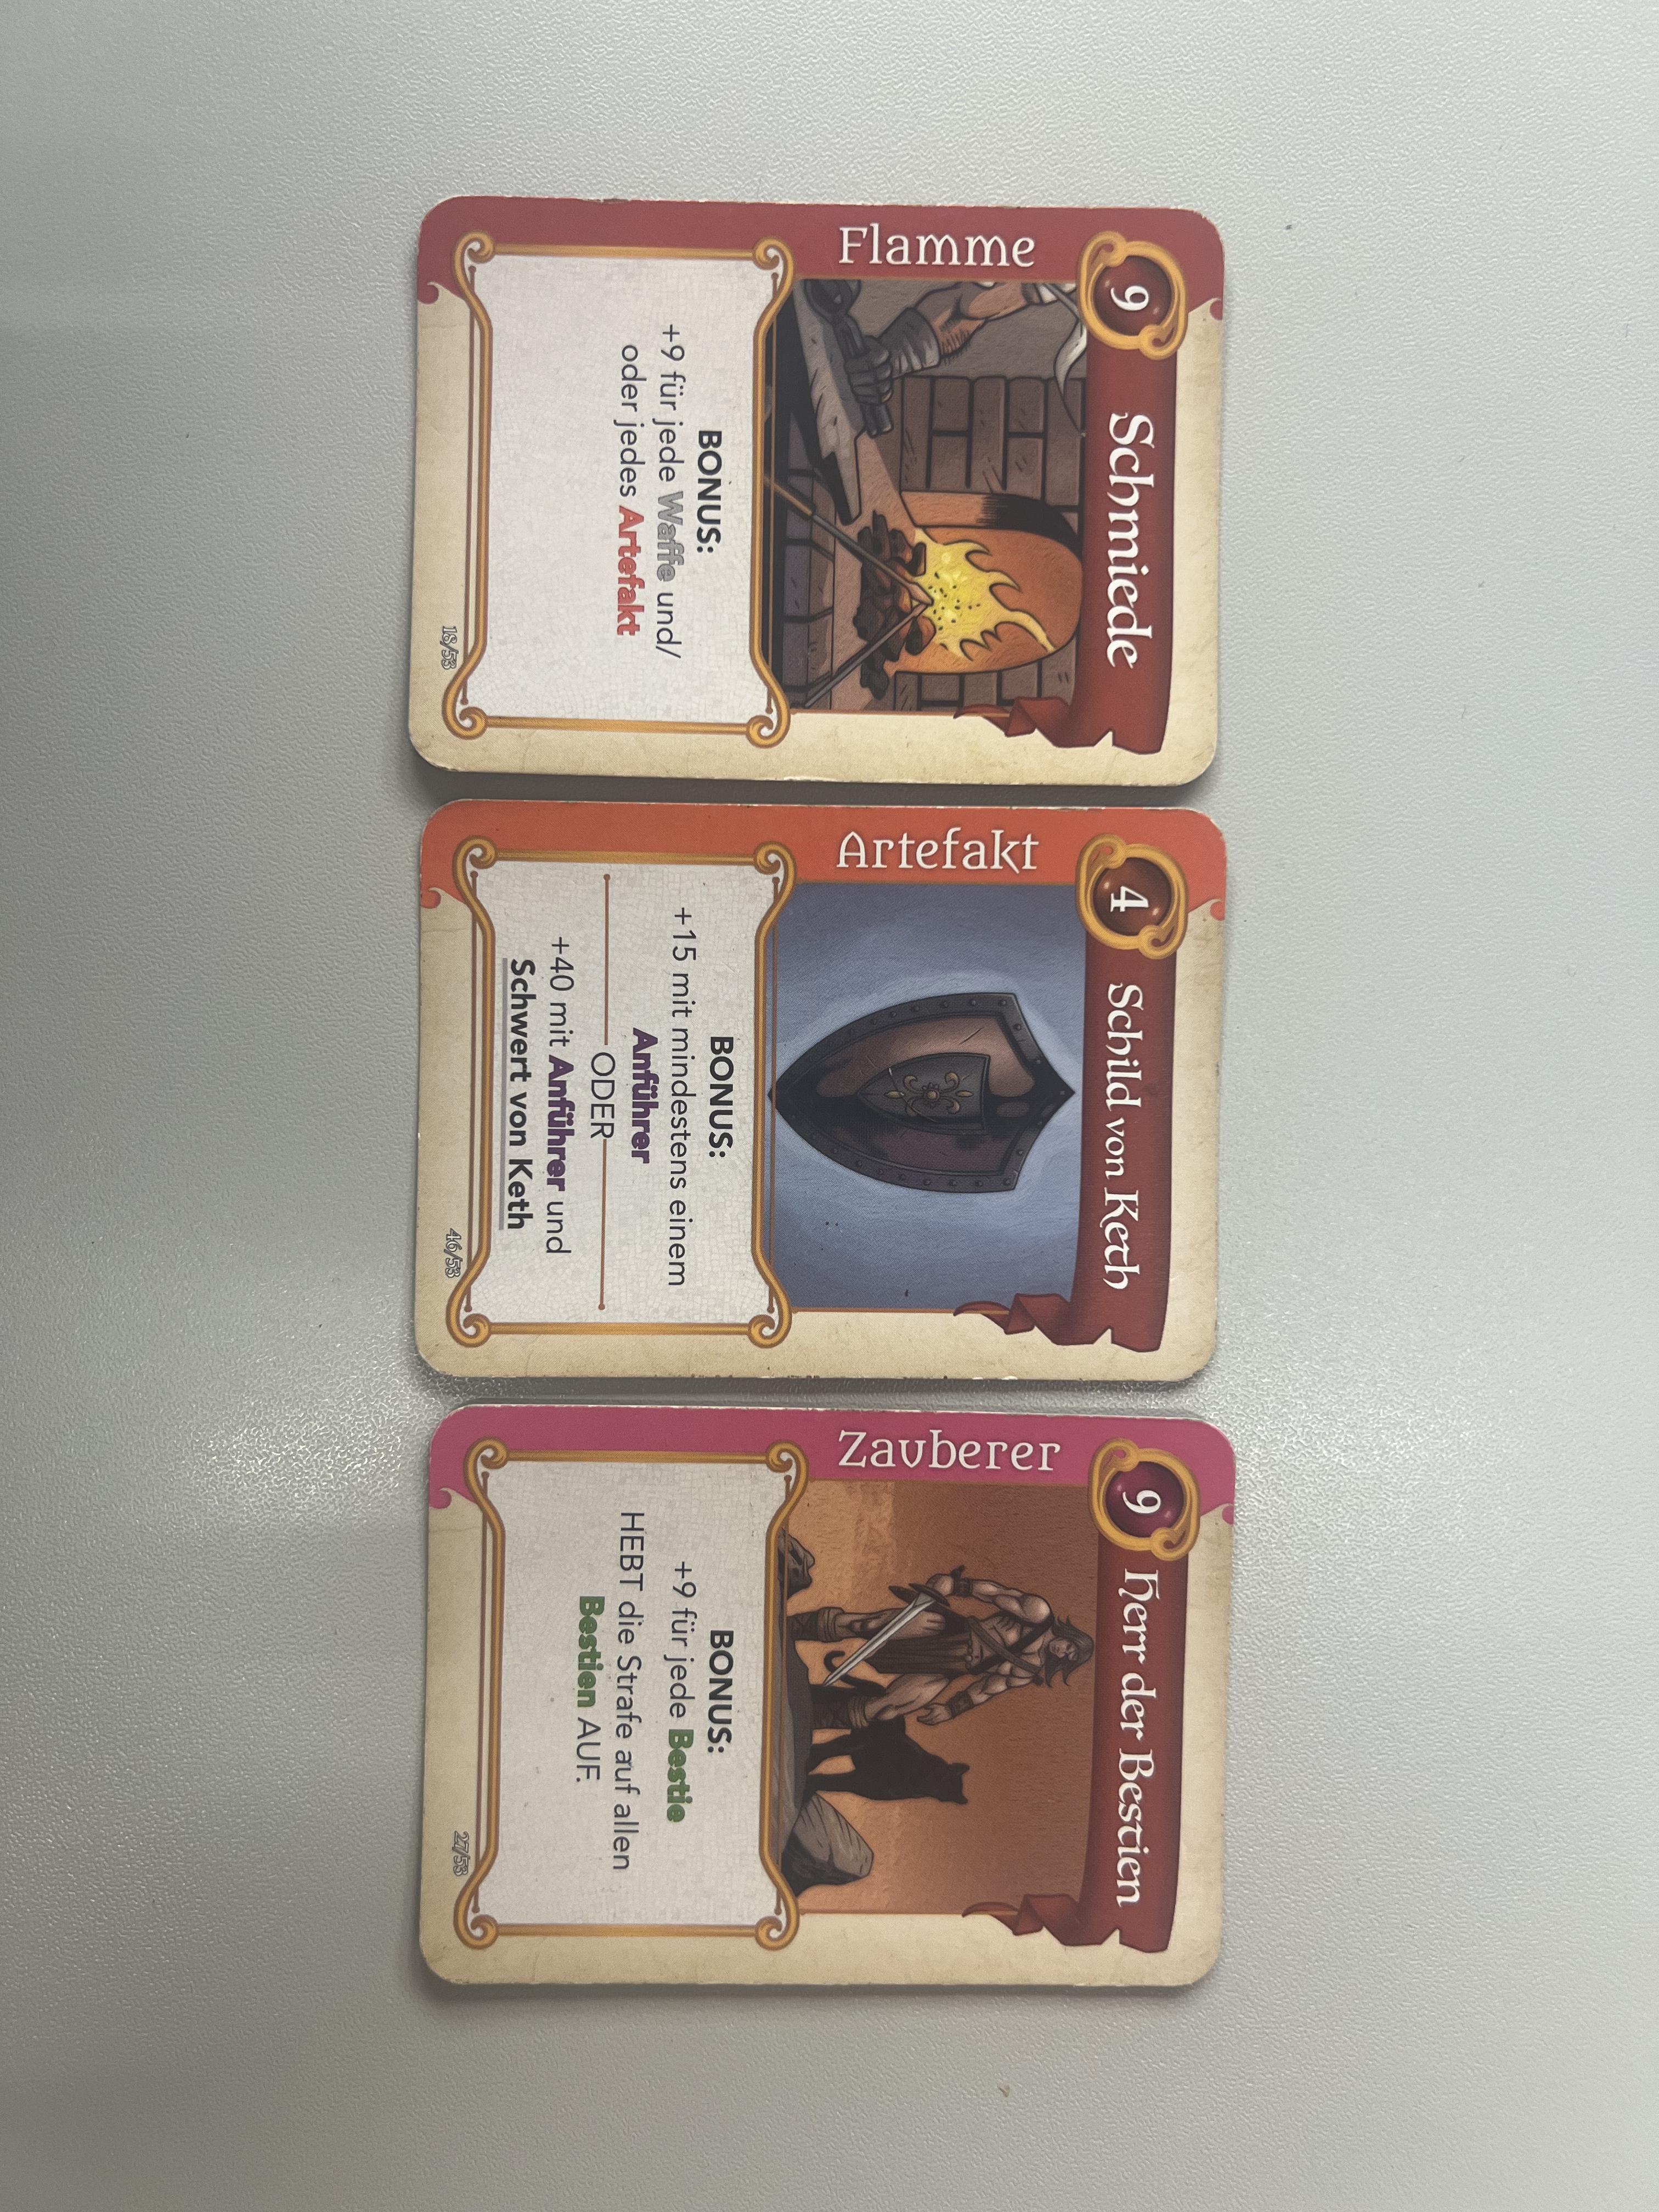 9
Schmiede
Flamme
BONUS:
+9 für jede Waffe und/
oder jedes Artefakt
18/53
4
Schild von Keth
Artefakt
BONUS:
+15 mit mindestens einem
Anführer
ODER
+40 mit Anführer und
Schwert von Keth
46/53
9
Herr der Bestien
Zauberer
BONUS:
+9 für jede Bestie
HEBT die Strafe auf allen
Bestien AUF.
27/53